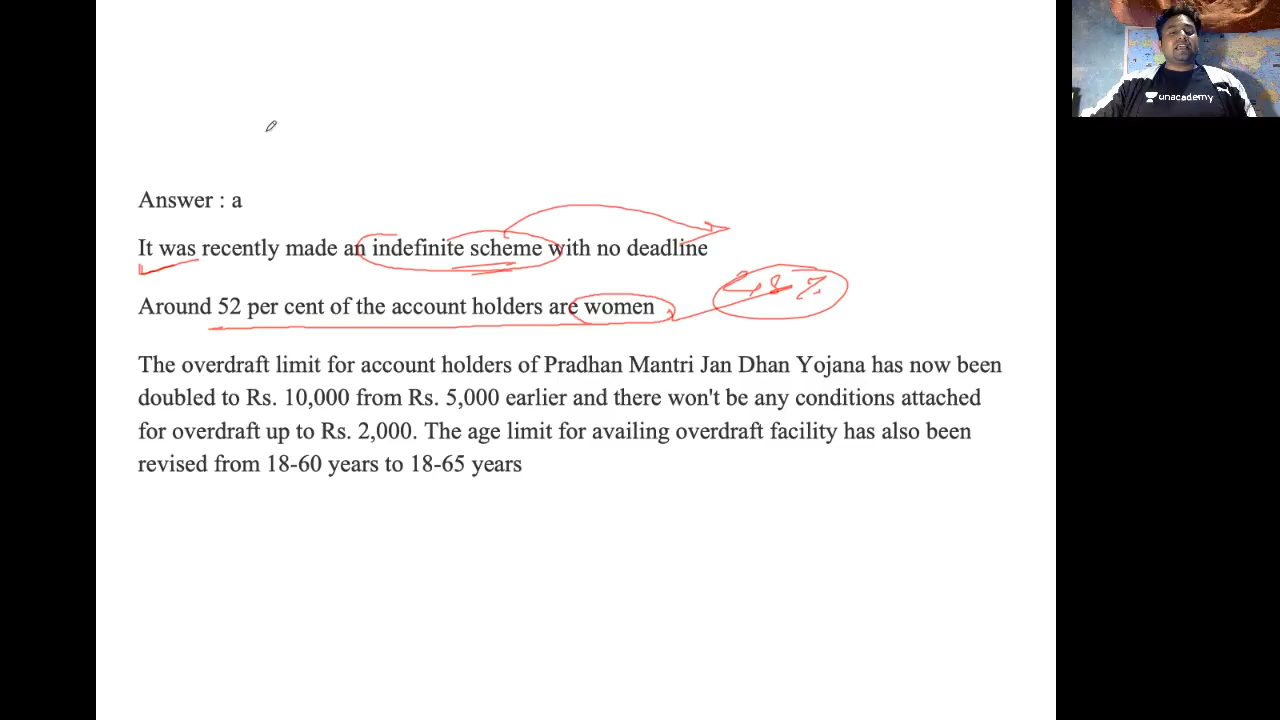 Answer : a
It was recently made an indefinite scheme with no deadline
Around 52 per cent of the account holders are women
The overdraft limit for account holders of Pradhan Mantri Jan Dhan Yojana has now been
doubled to Rs. 10,000 from Rs. 5,000 earlier and there won't be any conditions attached
for overdraft up to Rs. 2,000. The age limit for availing overdraft facility has also been
revised from 18-60 years to 18-65 years
unacademy